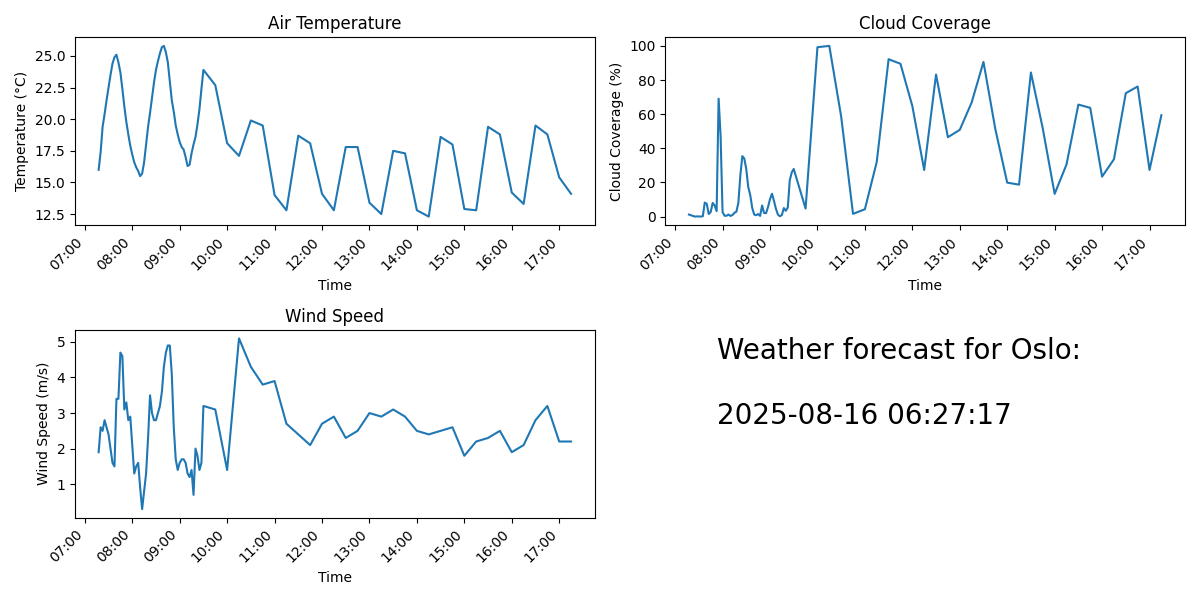 Air Temperature
Temperature (°C)
25.0
22.5
20.0
17.5
15.0
12.5
07:00 08:00 09:00 10:00 11:00 12:00 13:00 14:00 15:00 16:00 17:00
Time
Cloud Coverage
Cloud Coverage (%)
100
80
60
40
20
0
07:00 08:00 09:00 10:00 11:00 12:00 13:00 14:00 15:00 16:00 17:00
Time
Wind Speed
Wind Speed (m/s)
5
4
3
2
1
07:00 08:00 09:00 10:00 11:00 12:00 13:00 14:00 15:00 16:00 17:00
Time
Weather forecast for Oslo:
2025-08-16 06:27:17